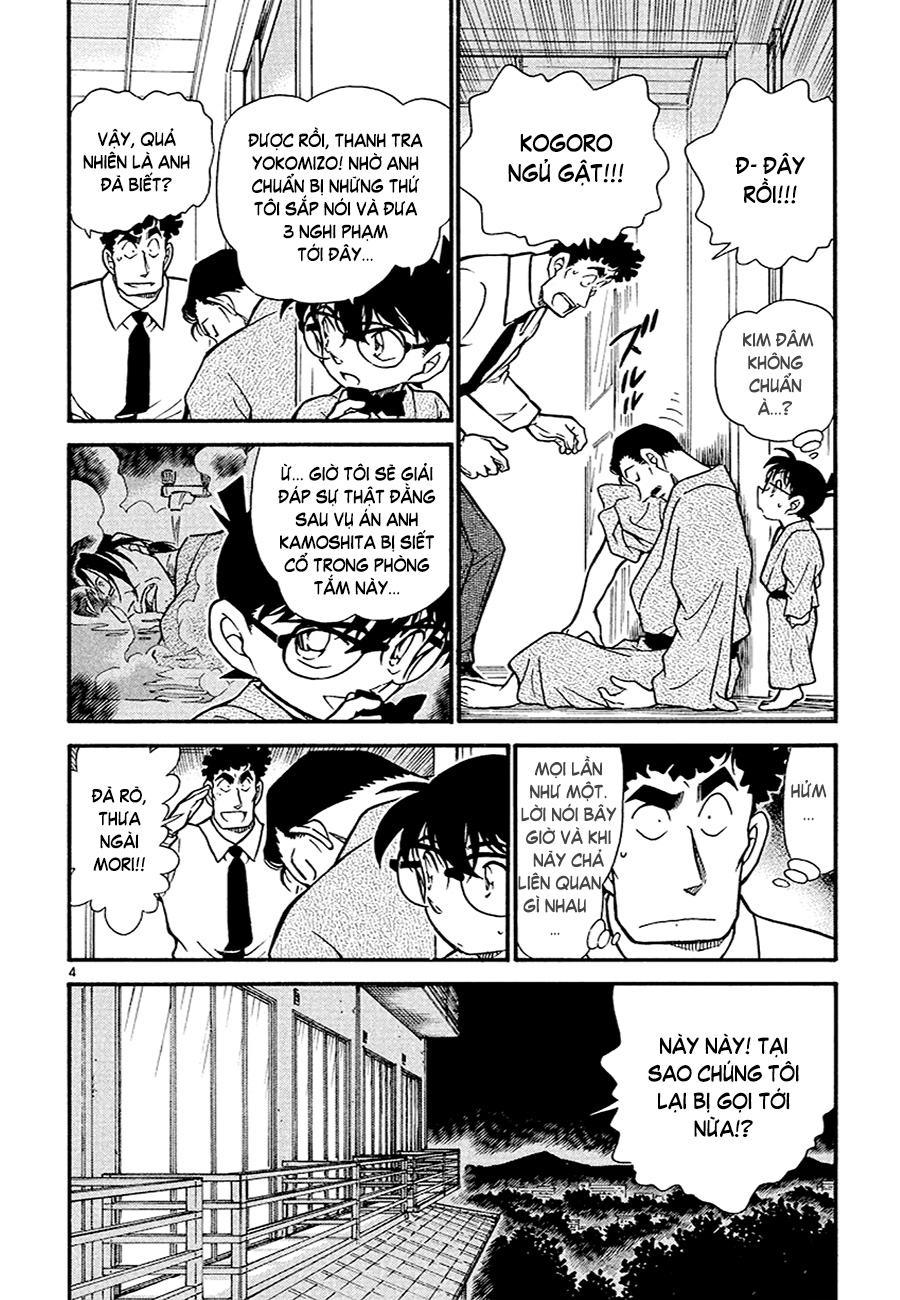 Đ- ĐÂY
RỒI!!!
KOGORO
NGỦ GẬT!!!
KIM ĐÂM
KHÔNG
CHUẨN
À...?
ズルッ
ĐƯỢC RỒI, THANH TRA
YOKOMIZO! NHỜ ANH
CHUẨN BỊ NHỮNG THỨ
TÔI SẮP NÓI VÀ ĐƯA
3 NGHI PHẠM
TỚI ĐÂY...
VẬY, QUẢ
NHIÊN LÀ ANH
ĐÃ BIẾT?
Ừ... GIỜ TÔI SẼ GIẢI
ĐÁP SỰ THẬT ĐẰNG
SAU VỤ ÁN ANH
KAMOSHITA BỊ SIẾT
CỔ TRONG PHÒNG
TẮM NÀY...
HỬM
...
MỌI LẦN
NHƯ MỘT.
LỜI NÓI BÂY
GIỜ VÀ KHI
NÃY CHẢ
LIÊN QUAN
GÌ NHAU
...
ĐÃ RÕ,
THƯA
NGÀI
MORI!!
4
NÀY NÀY! TẠI
SAO CHÚNG TÔI
LẠI BỊ GỌI TỚI
NỮA!?